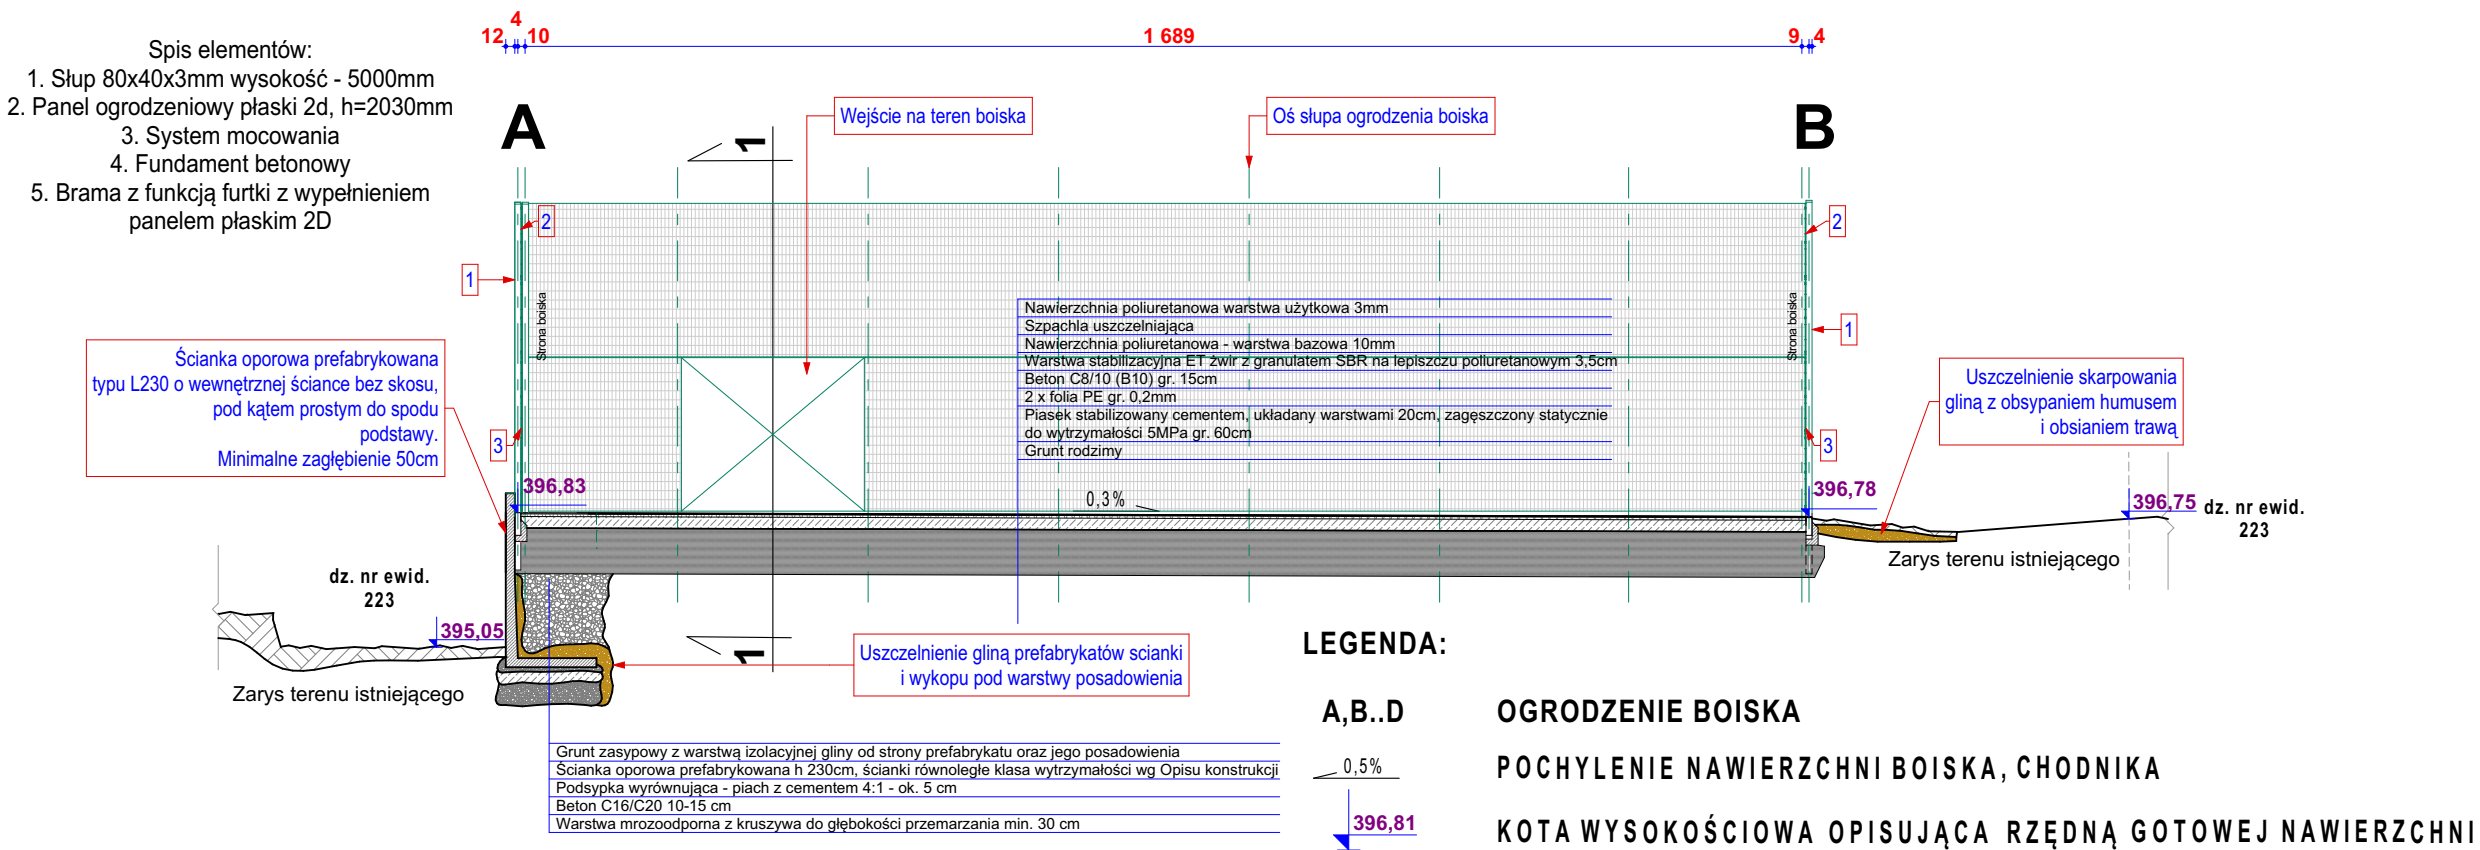 4
12 10 1 689 9 4
Spis elementów:
1. Słup 80x40x3mm wysokość - 5000mm
2. Panel ogrodzeniowy płaski 2d, h=2030mm
3. System mocowania
4. Fundament betonowy
5. Brama z funkcją furtki z wypełnieniem
panelem płaskim 2D
A
1
Wejście na teren boiska
Oś słupa ogrodzenia boiska
B
2
2
1
1
Strona boiska
Strona boiska
Nawierzchnia poliuretanowa warstwa użytkowa 3mm
Szpachla uszczelniająca
Nawierzchnia poliuretanowa - warstwa bazowa 10mm
Warstwa stabilizacyjna ET żwir z granulatem SBR na lepiszczu poliuretanowym 3,5cm
Beton C8/10 (B10) gr. 15cm
2 x folia PE gr. 0,2mm
Piasek stabilizowany cementem, układany warstwami 20cm, zagęszczony statycznie
do wytrzymałości 5MPa gr. 60cm
Grunt rodzimy
Ścianka oporowa prefabrykowana
typu L230 o wewnętrznej ściance bez skosu,
pod kątem prostym do spodu
podstawy.
Minimalne zagłębienie 50cm
3
3
Uszczelnienie skarpowania
gliną z obsypaniem humusem
i obsianiem trawą
396,83
0,3%
396,78
396,75
dz. nr ewid.
223
Zarys terenu istniejącego
dz. nr ewid.
223
395,05
Zarys terenu istniejącego
1
Uszczelnienie gliną prefabrykatów scianki
i wykopu pod warstwy posadowienia
Grunt zasypowy z warstwą izolacyjnej gliny od strony prefabrykatu oraz jego posadowienia
Ścianka oporowa prefabrykowana h 230cm, ścianki równoległe klasa wytrzymałości wg Opisu konstrukcji
Podsypka wyrównująca - piach z cementem 4:1 - ok. 5 cm
Beton C16/C20 10-15 cm
Warstwa mrozoodporna z kruszywa do głębokości przemarzania min. 30 cm
LEGENDA:
A,B..D OGRODZENIE BOISKA
0,5% POCHYLENIE NAWIERZCHNI BOISKA, CHODNIKA
396,81 KOTA WYSOKOŚCIOWA OPISUJĄCA RZĘDNĄ GOTOWEJ NAWIERZCHNI